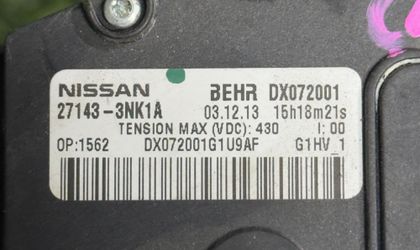 NISSAN BEHR DX072001
27143-3NK1A 03.12.13 15h18m21s
TENSION MAX (VDC): 430 I: 00
OP:1562 DX072001G1U9AF G1HV_1